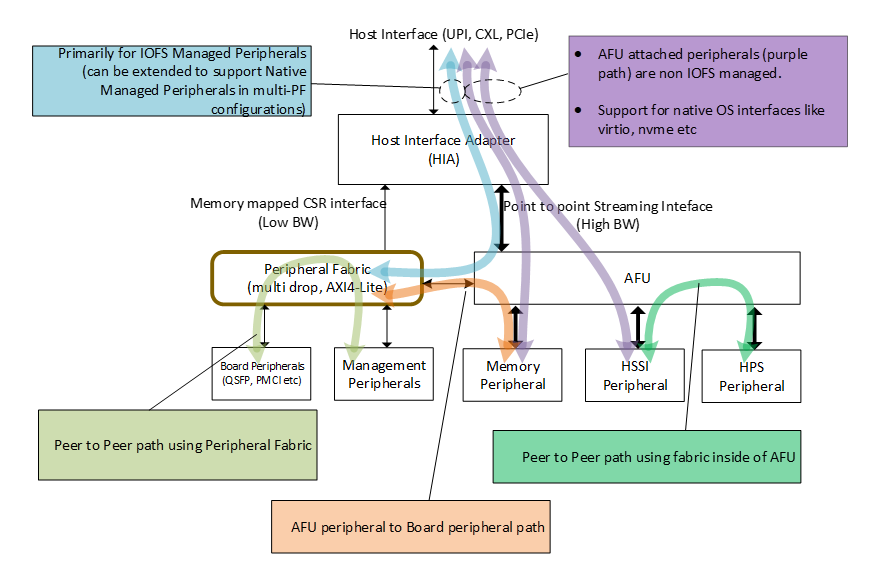 Host Interface (UPI, CXL, PCIe)
Primarily for IOFS Managed Peripherals
(can be extended to support Native
Managed Peripherals in multi-PF
configurations)
• AFU attached peripherals (purple
path) are non IOFS managed.
• Support for native OS interfaces like
virtio, nvme etc
Host Interface Adapter
(HIA)
Memory mapped CSR interface
(Low BW)
Point to point Streaming Inteface
(High BW)
Peripheral Fabric
(multi drop, AXI4-Lite)
AFU
Board Peripherals
(QSFP, PMCI etc)
Management
Peripherals
Memory
Peripheral
HSSI
Peripheral
HPS
Peripheral
Peer to Peer path using Peripheral Fabric
Peer to Peer path using fabric inside of AFU
AFU peripheral to Board peripheral path